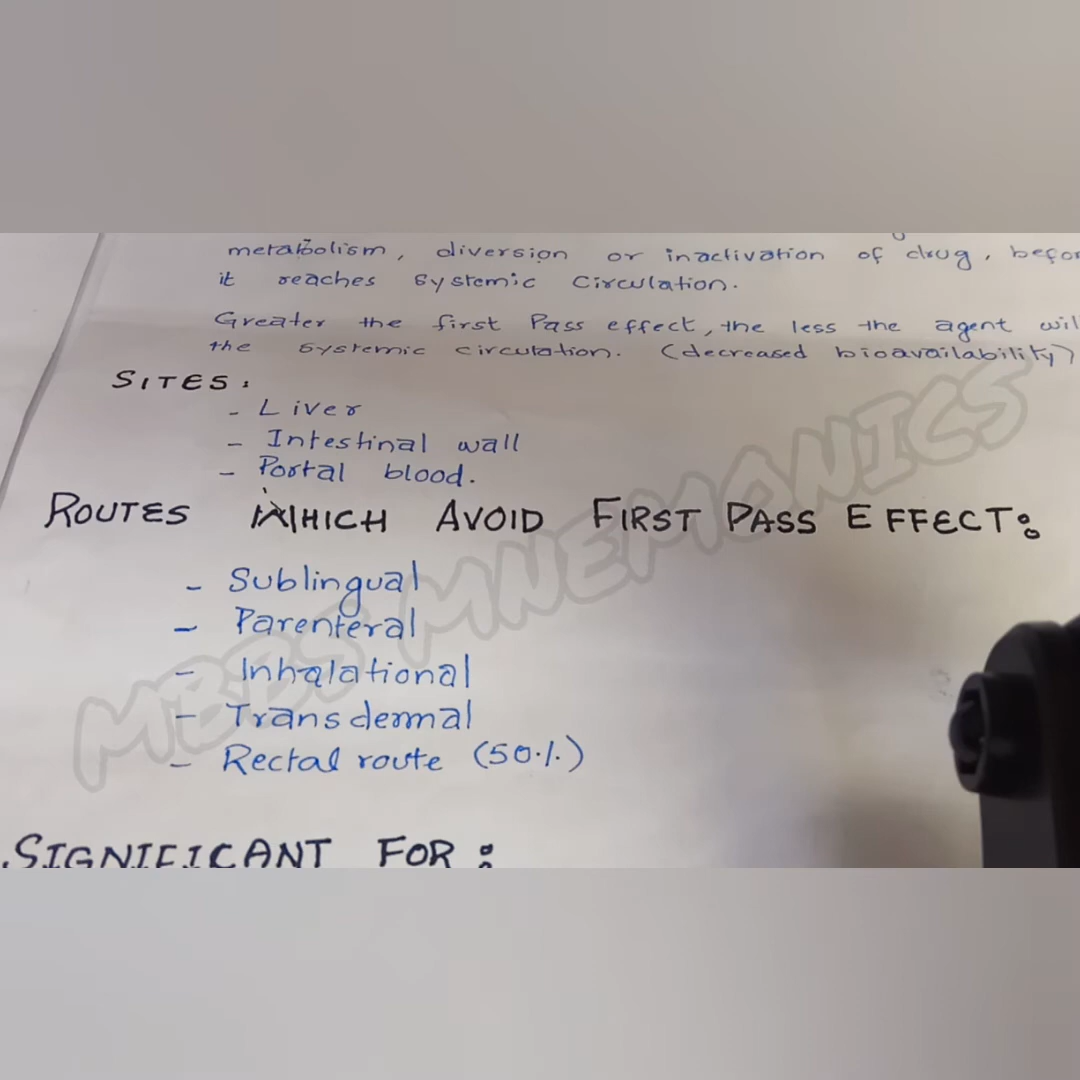 metabolism, diversion or inactivation of drug, befor
it reaches systemic circulation.
Greater the first Pass effect, the less the agent wil
the systemic circulation. (decreased bioavailability)
SITES:
- Liver
- Intestinal wall
- Portal blood.
ROUTES WHICH AVOID FIRST PASS EFFECT:
- Sublingual
- Parenteral
- Inhalational
- Transdermal
- Rectal route (50%)
MBBS MNEMONICS
.SIGNIFICANT FOR: